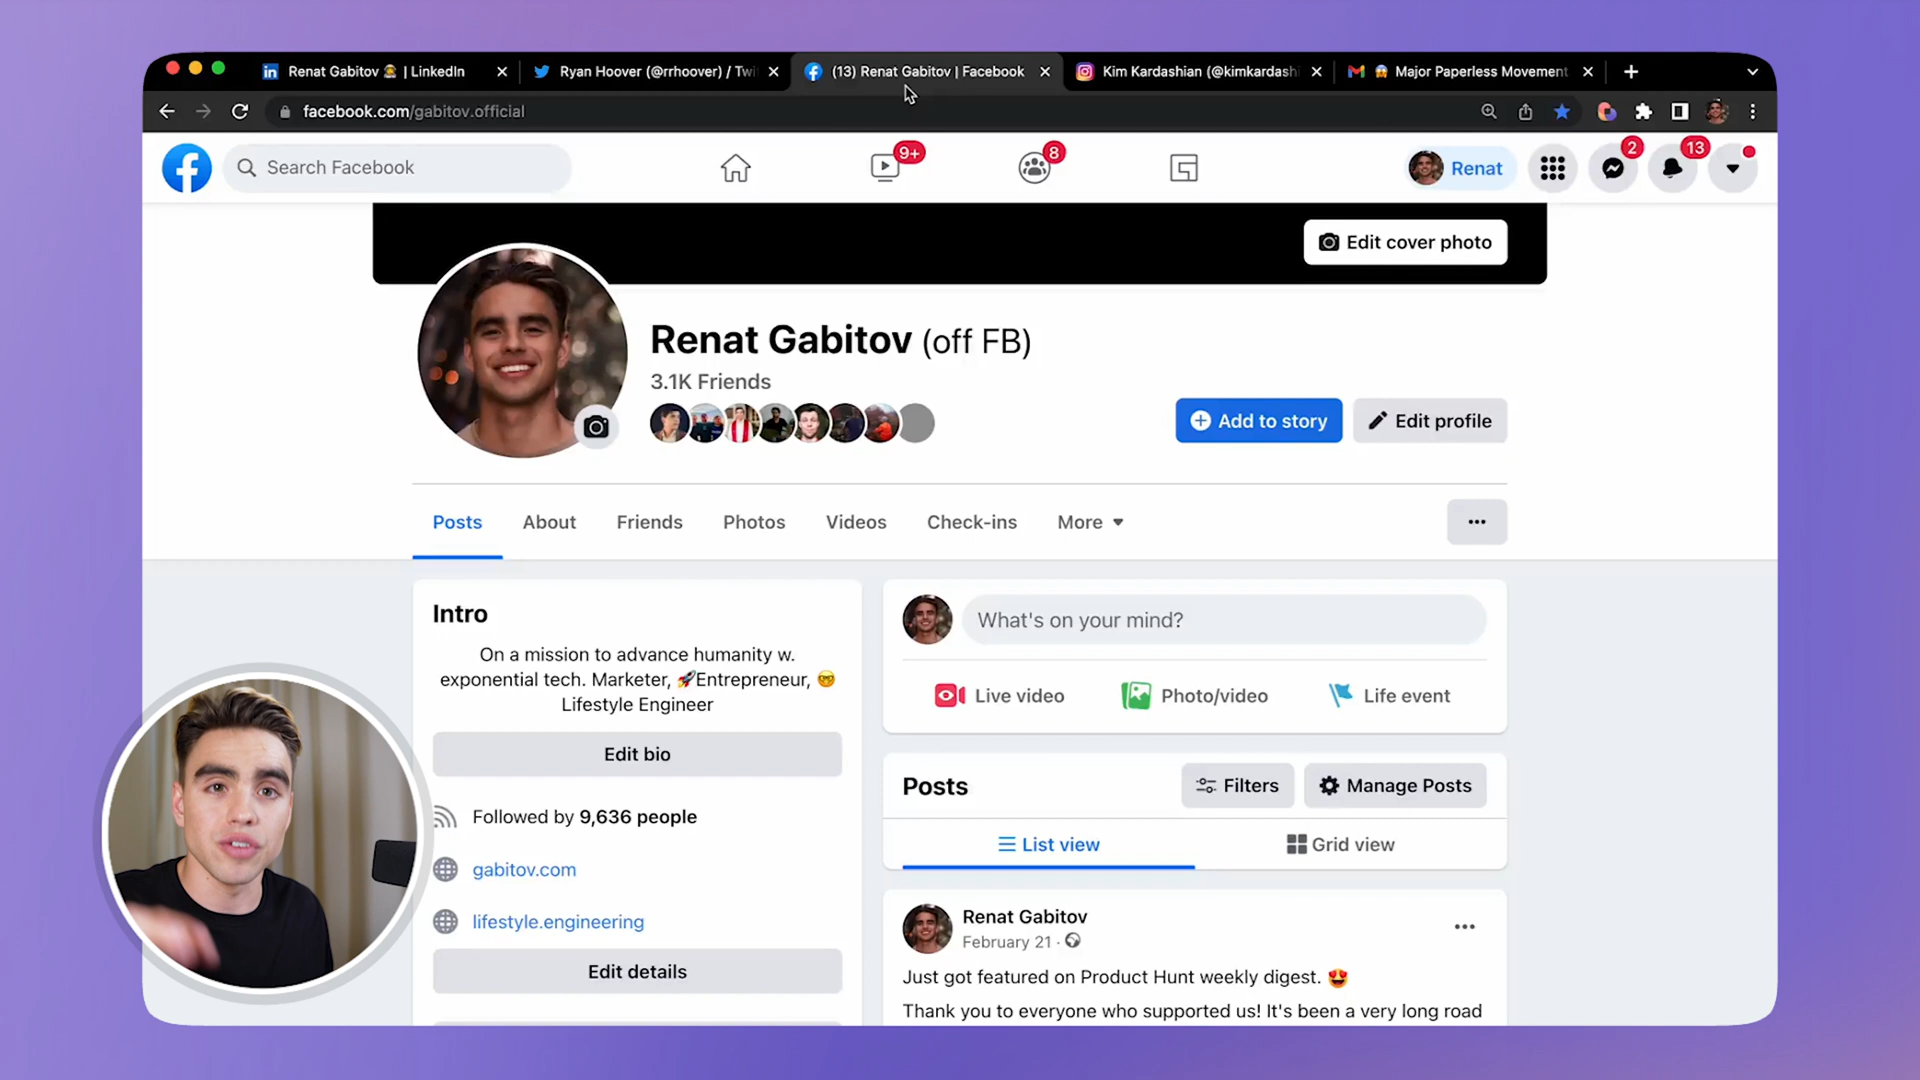 Renat Gabitov 👨‍🚀 | LinkedIn
Ryan Hoover (@rrhoover) / Twi
(13) Renat Gabitov | Facebook
Kim Kardashian (@kimkardashi
😱 Major Paperless Movement
facebook.com/gabitov.official
Search Facebook
9+
8
Renat
2
13
Edit cover photo
Renat Gabitov (off FB)
3.1K Friends
Add to story
Edit profile
Posts
About
Friends
Photos
Videos
Check-ins
More
Intro
On a mission to advance humanity w.
exponential tech. Marketer, 🚀Entrepreneur, 🤓
Lifestyle Engineer
Edit bio
Followed by 9,636 people
gabitov.com
lifestyle.engineering
Edit details
What's on your mind?
Live video
Photo/video
Life event
Posts
Filters
Manage Posts
List view
Grid view
Renat Gabitov
February 21 ·
Just got featured on Product Hunt weekly digest. 😍
Thank you to everyone who supported us! It's been a very long road